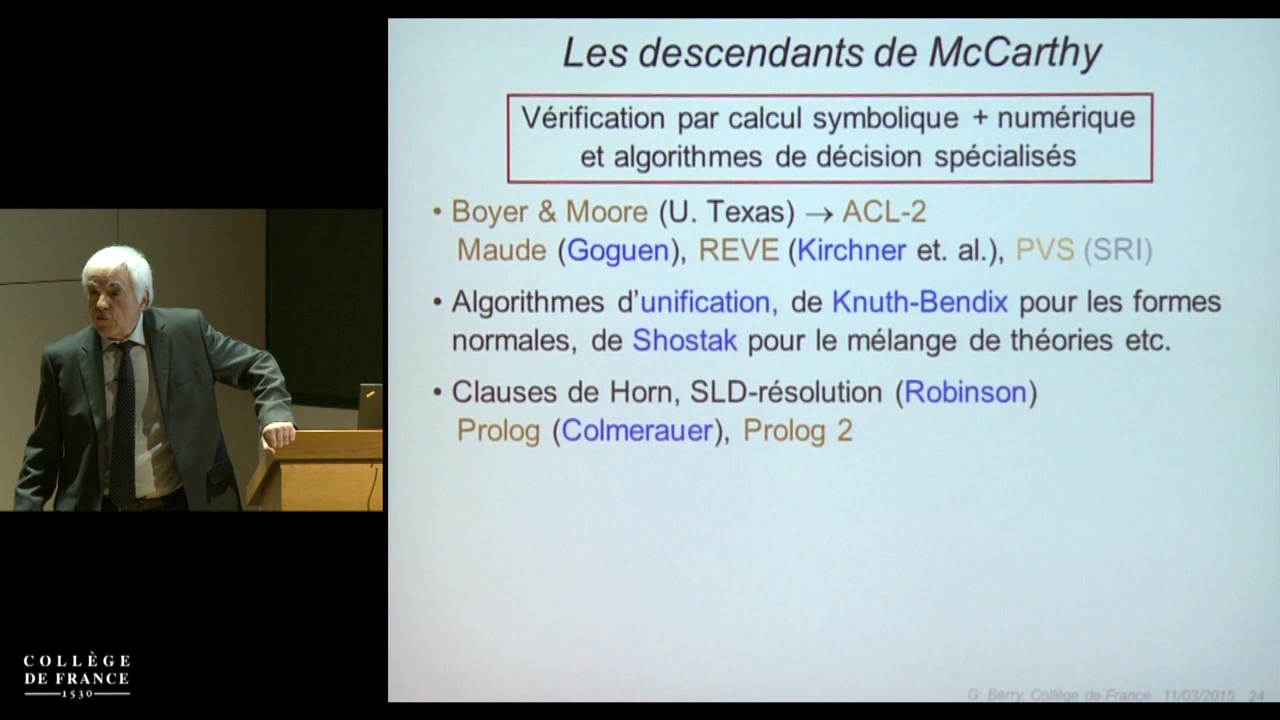 Les descendants de McCarthy
Vérification par calcul symbolique + numérique
et algorithmes de décision spécialisés
• Boyer & Moore (U. Texas) → ACL-2
Maude (Goguen), REVE (Kirchner et. al.), PVS (SRI)
• Algorithmes d'unification, de Knuth-Bendix pour les formes
normales, de Shostak pour le mélange de théories etc.
• Clauses de Horn, SLD-résolution (Robinson)
Prolog (Colmerauer), Prolog 2
COLLÈGE
DE FRANCE
1530
G. Berry, Collège de France 11/03/2015 24